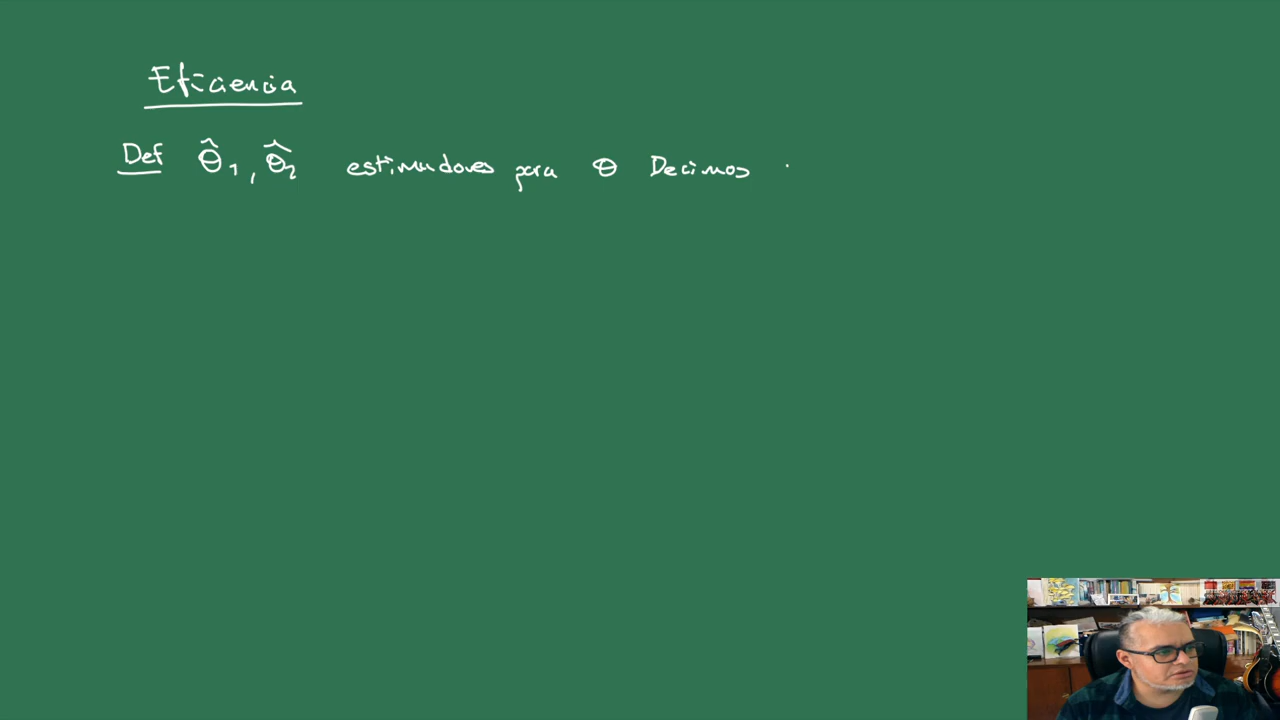 Eficiencia
Def θ̂₁, θ̂₂ estimadores para θ Decimos